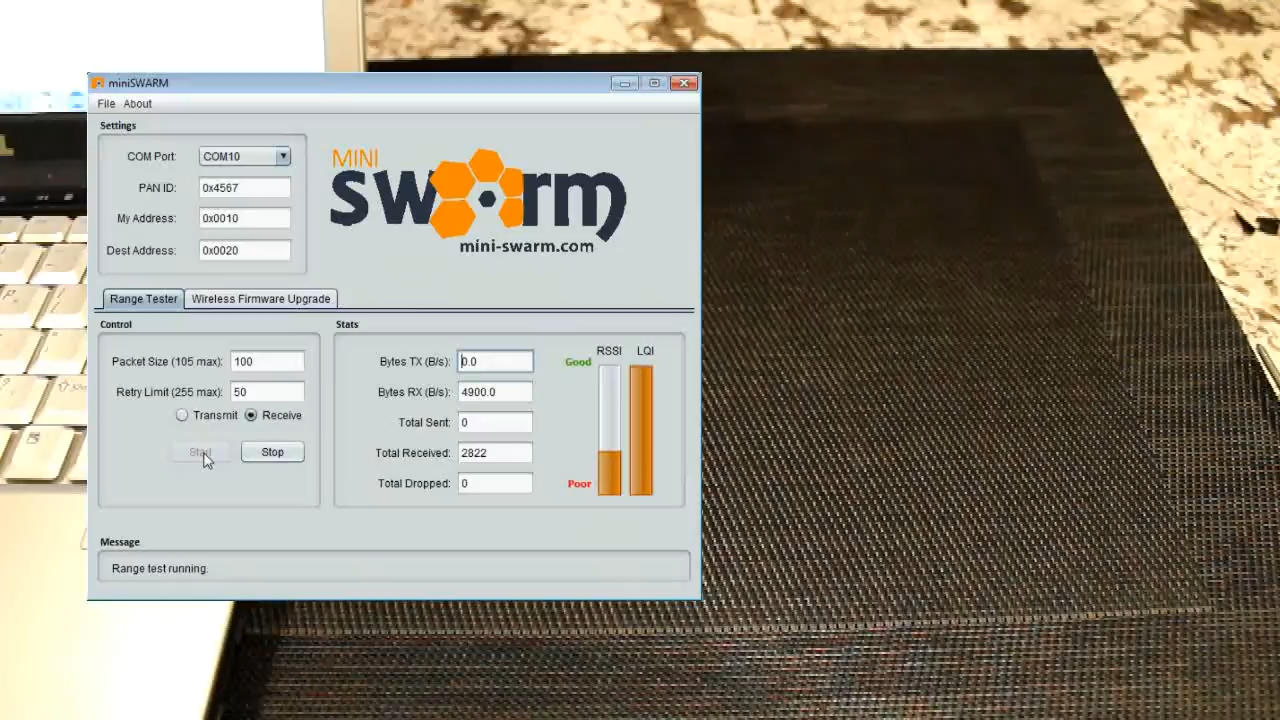 miniSWARM
File About
Settings
COM Port: COM10
PAN ID: 0x4567
My Address: 0x0010
Dest Address: 0x0020
MINI
swarm
mini-swarm.com
Range Tester Wireless Firmware Upgrade
Control
Packet Size (105 max): 100
Retry Limit (255 max): 50
Transmit Receive
Start Stop
Stats
Bytes TX (B/s): 0.0
Bytes RX (B/s): 4900.0
Total Sent: 0
Total Received: 2822
Total Dropped: 0
RSSI LQI
Good
Poor
Message
Range test running.